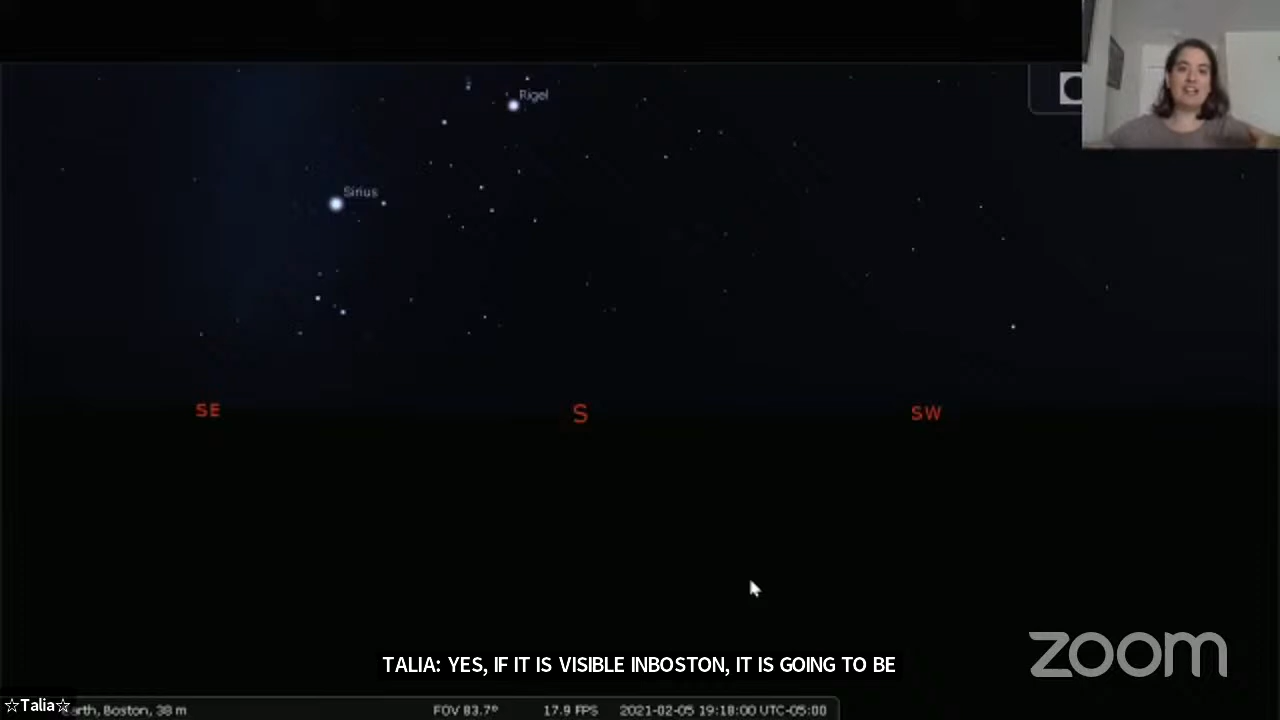 Rigel
Sirius
SE
S
SW
TALIA: YES, IF IT IS VISIBLE INBOSTON, IT IS GOING TO BE
zoom
☆Talia☆
arth, Boston, 38 m
FOV 83.7°
17.9 FPS
2021-02-05 19:18:00 UTC-05:00